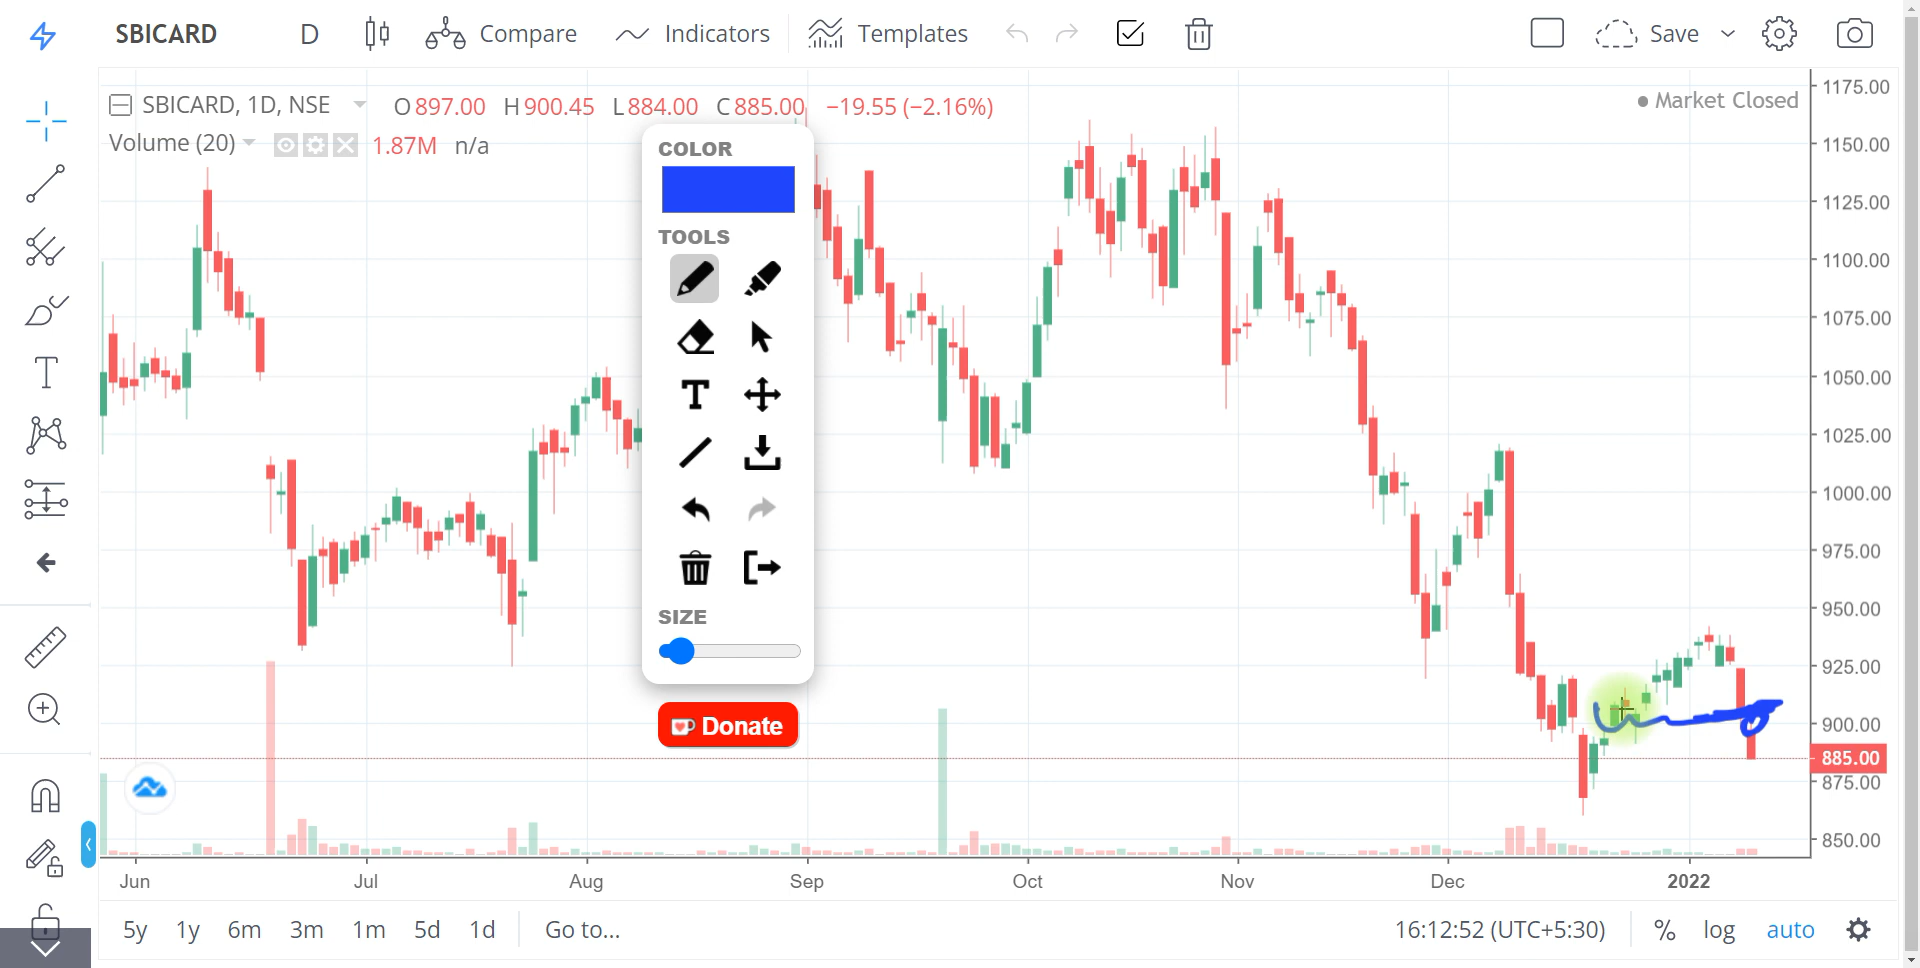 SBICARD D Compare Indicators Templates Save
SBICARD, 1D, NSE O897.00 H900.45 L884.00 C885.00 −19.55 (−2.16%)
Market Closed
Volume (20) 1.87M n/a
COLOR
TOOLS
T
T
SIZE
Donate
1175.00
1150.00
1125.00
1100.00
1075.00
1050.00
1025.00
1000.00
975.00
950.00
925.00
900.00
885.00
875.00
850.00
Jun Jul Aug Sep Oct Nov Dec 2022
5y 1y 6m 3m 1m 5d 1d Go to... 16:12:52 (UTC+5:30) % log auto